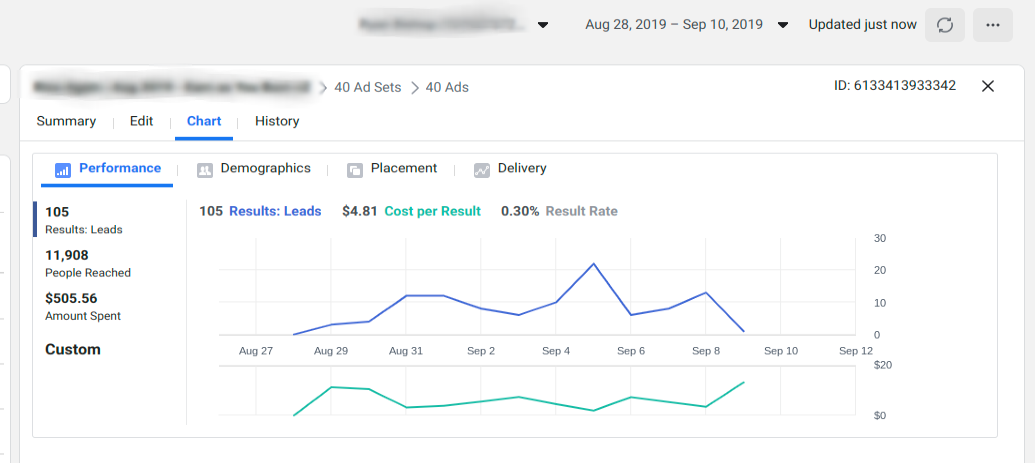 Aug 28, 2019 – Sep 10, 2019 Updated just now
40 Ad Sets 40 Ads ID: 6133413933342
Summary Edit Chart History
Performance Demographics Placement Delivery
105
Results: Leads
11,908
People Reached
$505.56
Amount Spent
Custom
105 Results: Leads $4.81 Cost per Result 0.30% Result Rate
30
20
10
0
Aug 27 Aug 29 Aug 31 Sep 2 Sep 4 Sep 6 Sep 8 Sep 10 Sep 12
$20
$0